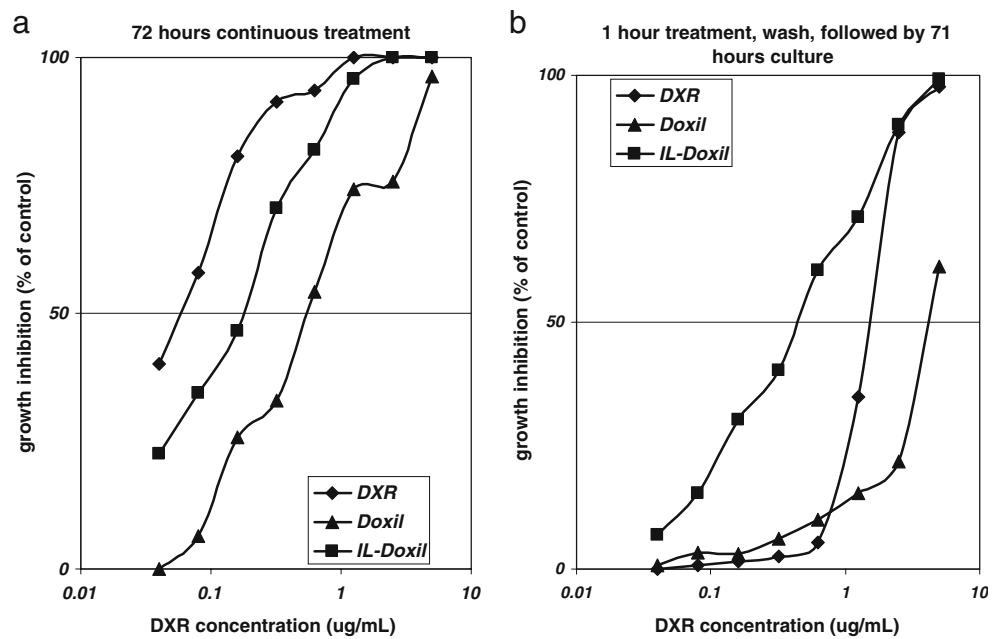 a
72 hours continuous treatment
growth inhibition (% of control)
100
50
0
0.01
0.1
1
10
DXR concentration (ug/mL)
DXR
Doxil
IL-Doxil
b
1 hour treatment, wash, followed by 71
hours culture
growth inhibition (% of control)
100
50
0
0.01
0.1
1
10
DXR concentration (ug/mL)
DXR
Doxil
IL-Doxil